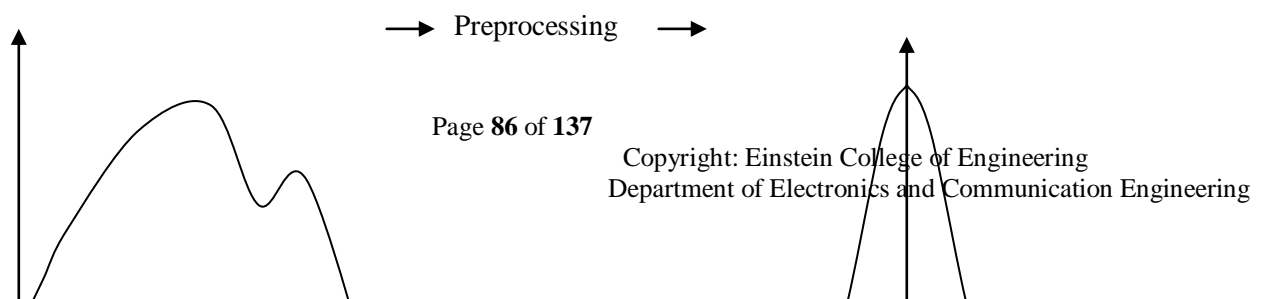 Preprocessing
Page 86 of 137
Copyright: Einstein College of Engineering
Department of Electronics and Communication Engineering